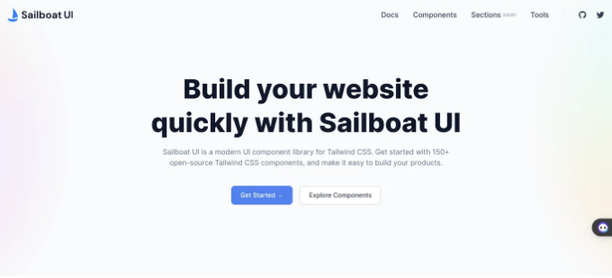 Sailboat UI
Docs Components Sections Tools
Build your website
quickly with Sailboat UI
Sailboat UI is a modern UI component library for Tailwind CSS. Get started with 150+
open-source Tailwind CSS components, and make it easy to build your products.
Get Started →
Explore Components